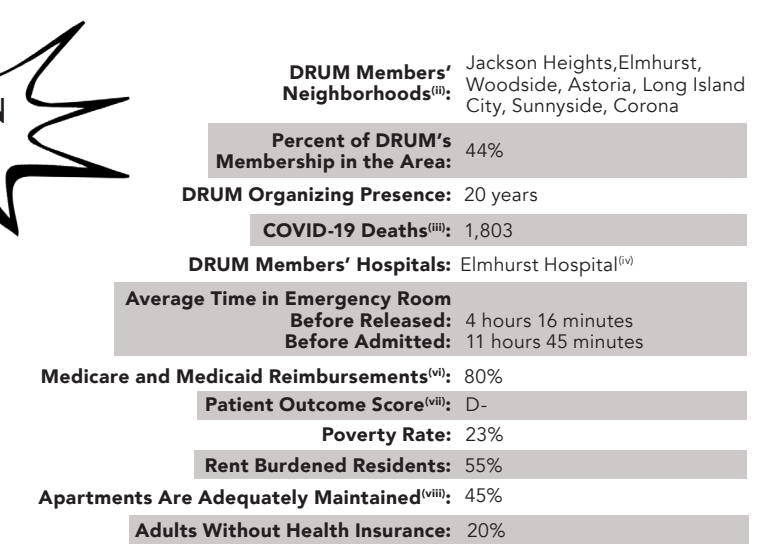 DRUM Members' Neighborhoods(ii): Jackson Heights,Elmhurst,
Woodside, Astoria, Long Island
City, Sunnyside, Corona
Percent of DRUM's
Membership in the Area: 44%
DRUM Organizing Presence: 20 years
COVID-19 Deaths(iii): 1,803
DRUM Members' Hospitals: Elmhurst Hospital(iv)
Average Time in Emergency Room
Before Released: 4 hours 16 minutes
Before Admitted: 11 hours 45 minutes
Medicare and Medicaid Reimbursements(vi): 80%
Patient Outcome Score(vii): D-
Poverty Rate: 23%
Rent Burdened Residents: 55%
Apartments Are Adequately Maintained(viii): 45%
Adults Without Health Insurance: 20%